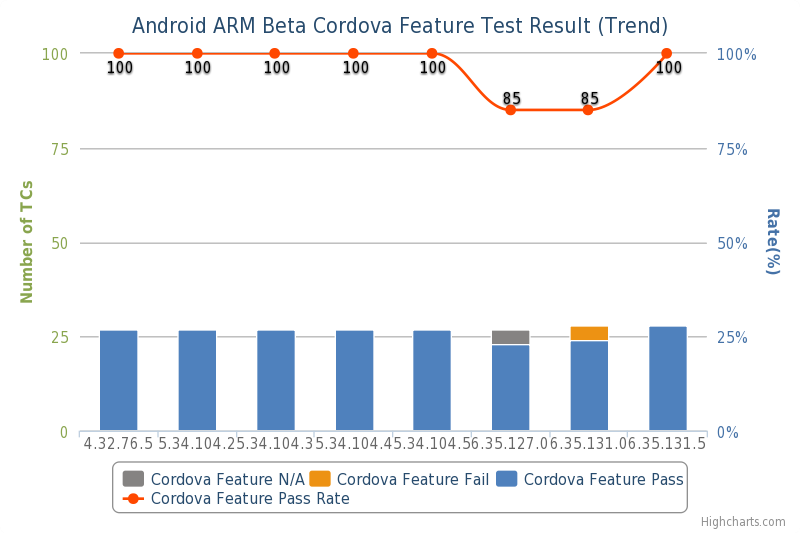 Android ARM Beta Cordova Feature Test Result (Trend)
100 100%
100 100 100 100 100 85 85 100
75 75%
Number of TCs
Rate(%)
50 50%
25 25%
0 0%
4.32.76.5 5.34.104.2 5.34.104.3 5.34.104.4 5.34.104.5 6.35.127.0 6.35.131.0 6.35.131.5
Cordova Feature N/A Cordova Feature Fail Cordova Feature Pass
Cordova Feature Pass Rate
Highcharts.com